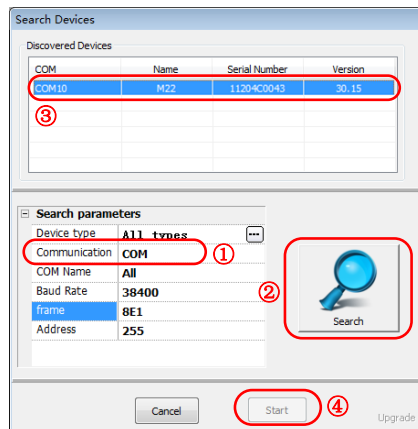 Search Devices
Discovered Devices
COM Name Serial Number Version
COM10 M22 11204C0043 30.15
③
Search parameters
Device type All types ...
Communication COM ①
COM Name All
Baud Rate 38400
②
frame 8E1
Search
Address 255
Cancel Start ④
Upgrade